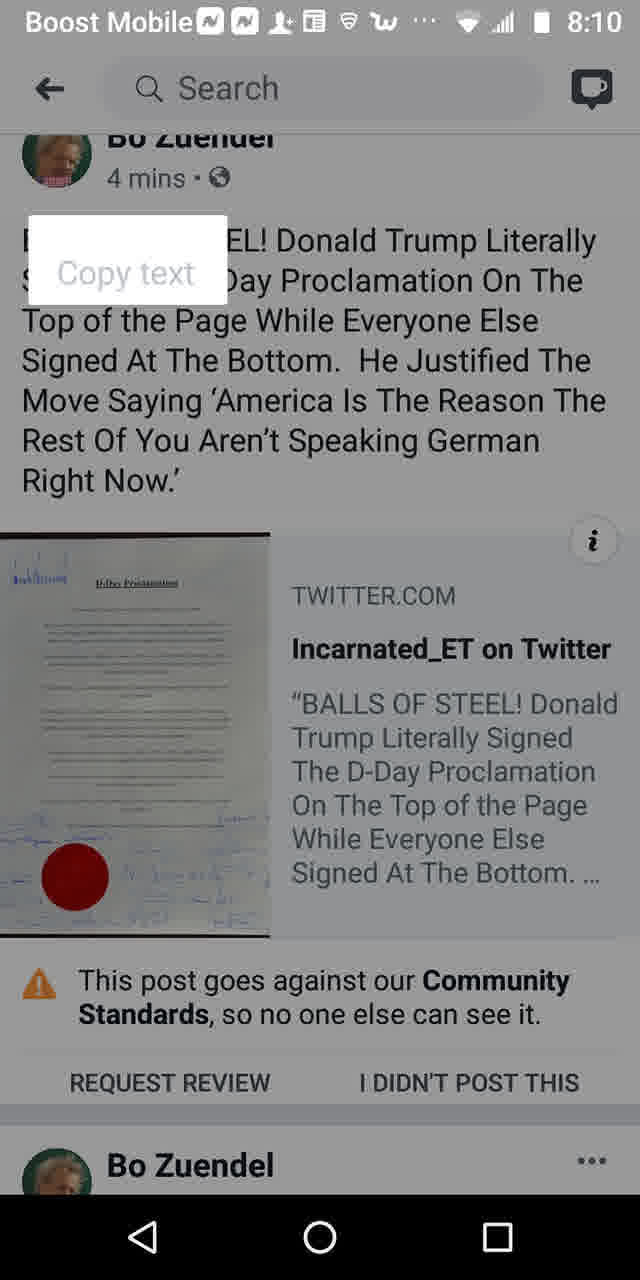 Boost Mobile ... 8:10
Search
Bo Zuendel
4 mins •
EL! Donald Trump Literally
Copy text
Day Proclamation On The
Top of the Page While Everyone Else
Signed At The Bottom.  He Justified The
Move Saying ‘America Is The Reason The
Rest Of You Aren’t Speaking German
Right Now.’
D-Day Proclamation
TWITTER.COM
Incarnated_ET on Twitter
“BALLS OF STEEL! Donald
Trump Literally Signed
The D-Day Proclamation
On The Top of the Page
While Everyone Else
Signed At The Bottom. ...
This post goes against our Community
Standards, so no one else can see it.
REQUEST REVIEW I DIDN'T POST THIS
Bo Zuendel